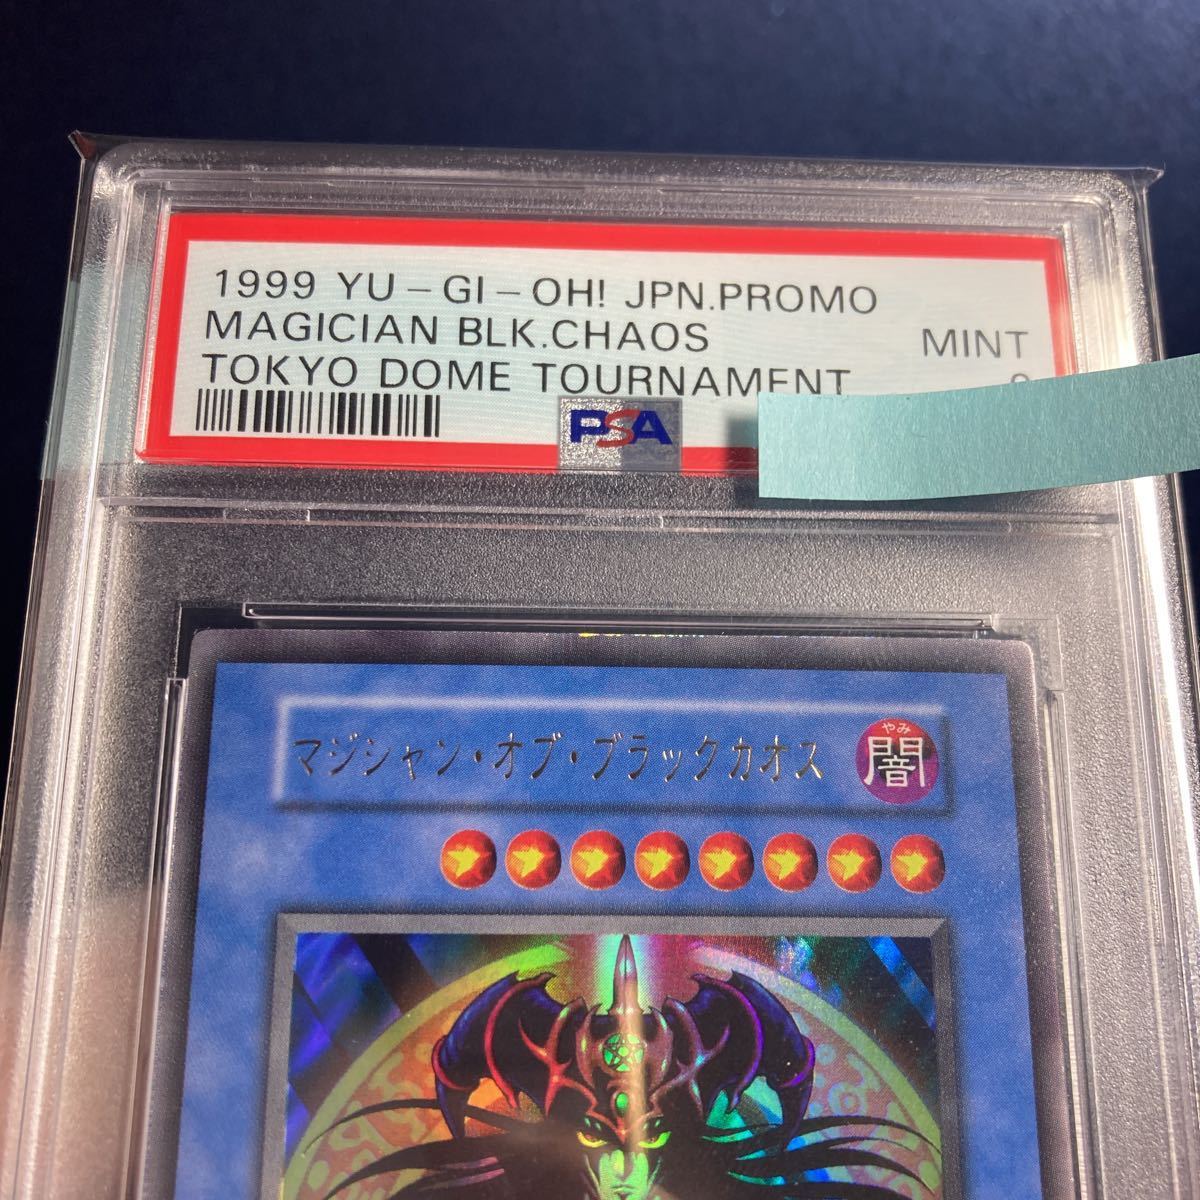 1999 YU-GI-OH! JPN.PROMO
MAGICIAN BLK.CHAOS MINT
TOKYO DOME TOURNAMENT 9
PSA
マジシャン・オブ・ブラックカオス
やみ
闇